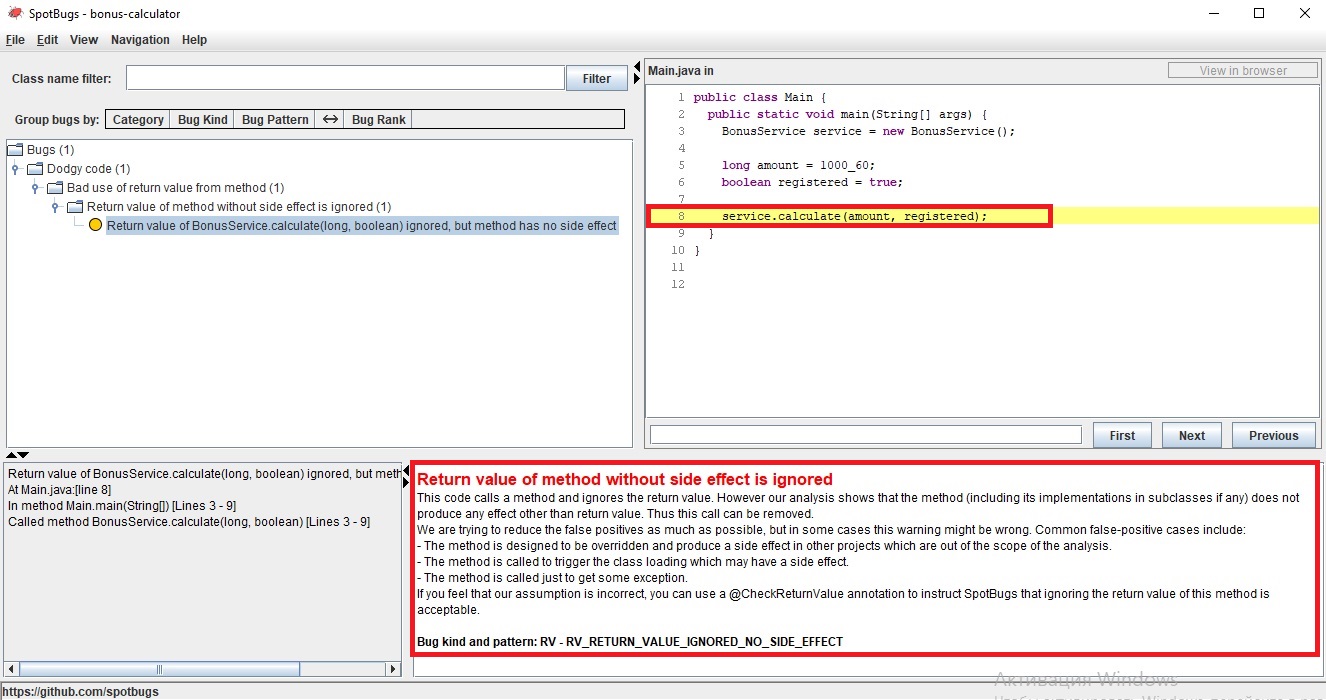 SpotBugs - bonus-calculator
File Edit View Navigation Help
Class name filter:
Filter
Group bugs by: Category Bug Kind Bug Pattern ↔ Bug Rank
Bugs (1)
Dodgy code (1)
Bad use of return value from method (1)
Return value of method without side effect is ignored (1)
Return value of BonusService.calculate(long, boolean) ignored, but method has no side effect
Main.java in
View in browser
1 public class Main {
2 public static void main(String[] args) {
3 BonusService service = new BonusService();
4
5 long amount = 1000_60;
6 boolean registered = true;
7
8 service.calculate(amount, registered);
9 }
10 }
11
12
First Next Previous
Return value of BonusService.calculate(long, boolean) ignored, but meth
At Main.java:[line 8]
In method Main.main(String[]) [Lines 3 - 9]
Called method BonusService.calculate(long, boolean) [Lines 3 - 9]
Return value of method without side effect is ignored
This code calls a method and ignores the return value. However our analysis shows that the method (including its implementations in subclasses if any) does not
produce any effect other than return value. Thus this call can be removed.
We are trying to reduce the false positives as much as possible, but in some cases this warning might be wrong. Common false-positive cases include:
- The method is designed to be overridden and produce a side effect in other projects which are out of the scope of the analysis.
- The method is called to trigger the class loading which may have a side effect.
- The method is called just to get some exception.
If you feel that our assumption is incorrect, you can use a @CheckReturnValue annotation to instruct SpotBugs that ignoring the return value of this method is
acceptable.
Bug kind and pattern: RV - RV_RETURN_VALUE_IGNORED_NO_SIDE_EFFECT
Активация Windows
https://github.com/spotbugs